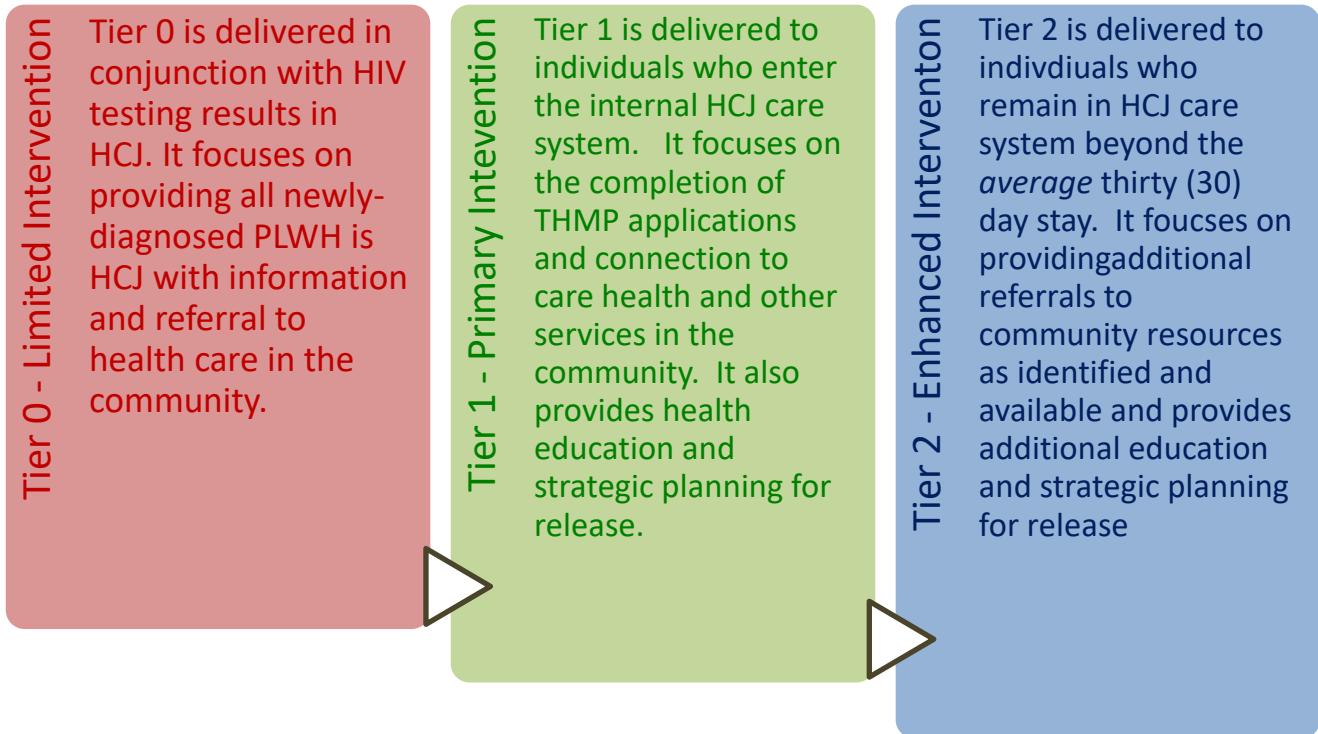 Tier 0 - Limited Intervention
Tier 0 is delivered in
conjunction with HIV
testing results in
HCJ. It focuses on
providing all newly-
diagnosed PLWH is
HCJ with information
and referral to
health care in the
community.
Tier 1 - Primary Intevention
Tier 1 is delivered to
individuals who enter
the internal HCJ care
system. It focuses on
the completion of
THMP applications
and connection to
care health and other
services in the
community. It also
provides health
education and
strategic planning for
release.
Tier 2 - Enhanced Interventon
Tier 2 is delivered to
indivdiuals who
remain in HCJ care
system beyond the
average thirty (30)
day stay. It foucses on
providingadditional
referrals to
community resources
as identified and
available and provides
additional education
and strategic planning
for release